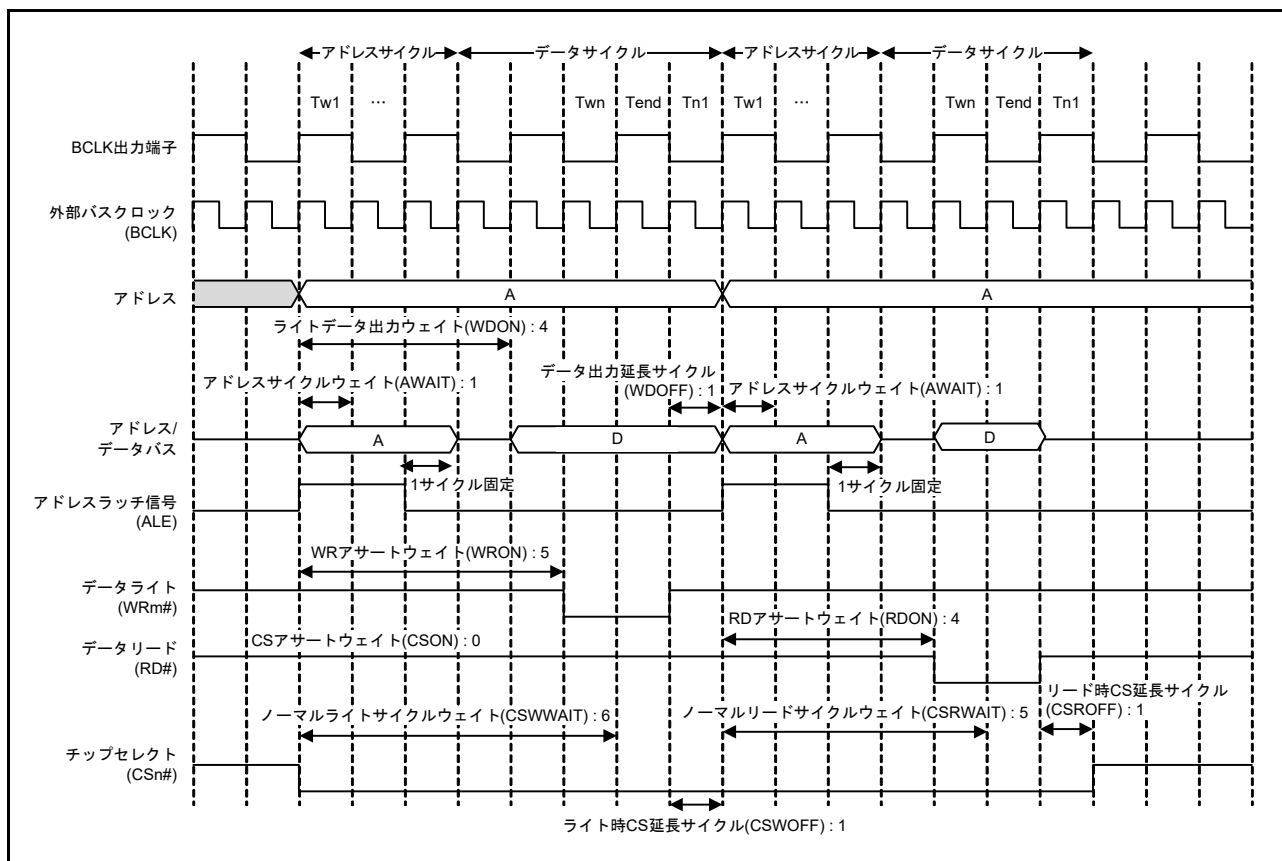 アドレスサイクル データサイクル アドレスサイクル データサイクル
Tw1 … Twn Tend Tn1 Tw1 … Twn Tend Tn1
BCLK出力端子
外部バスクロック
(BCLK)
アドレス
A A
ライトデータ出力ウェイト(WDON) : 4
データ出力延長サイクル
(WDOFF) : 1
アドレスサイクルウェイト(AWAIT) : 1
アドレスサイクルウェイト(AWAIT) : 1
アドレス/
データバス
A D A D
1サイクル固定 1サイクル固定
アドレスラッチ信号
(ALE)
WRアサートウェイト(WRON) : 5
データライト
(WRm#)
RDアサートウェイト(RDON) : 4
CSアサートウェイト(CSON) : 0
データリード
(RD#)
リード時CS延長サイクル
(CSROFF) : 1
ノーマルライトサイクルウェイト(CSWWAIT) : 6
ノーマルリードサイクルウェイト(CSRWAIT) : 5
チップセレクト
(CSn#)
ライト時CS延長サイクル(CSWOFF) : 1